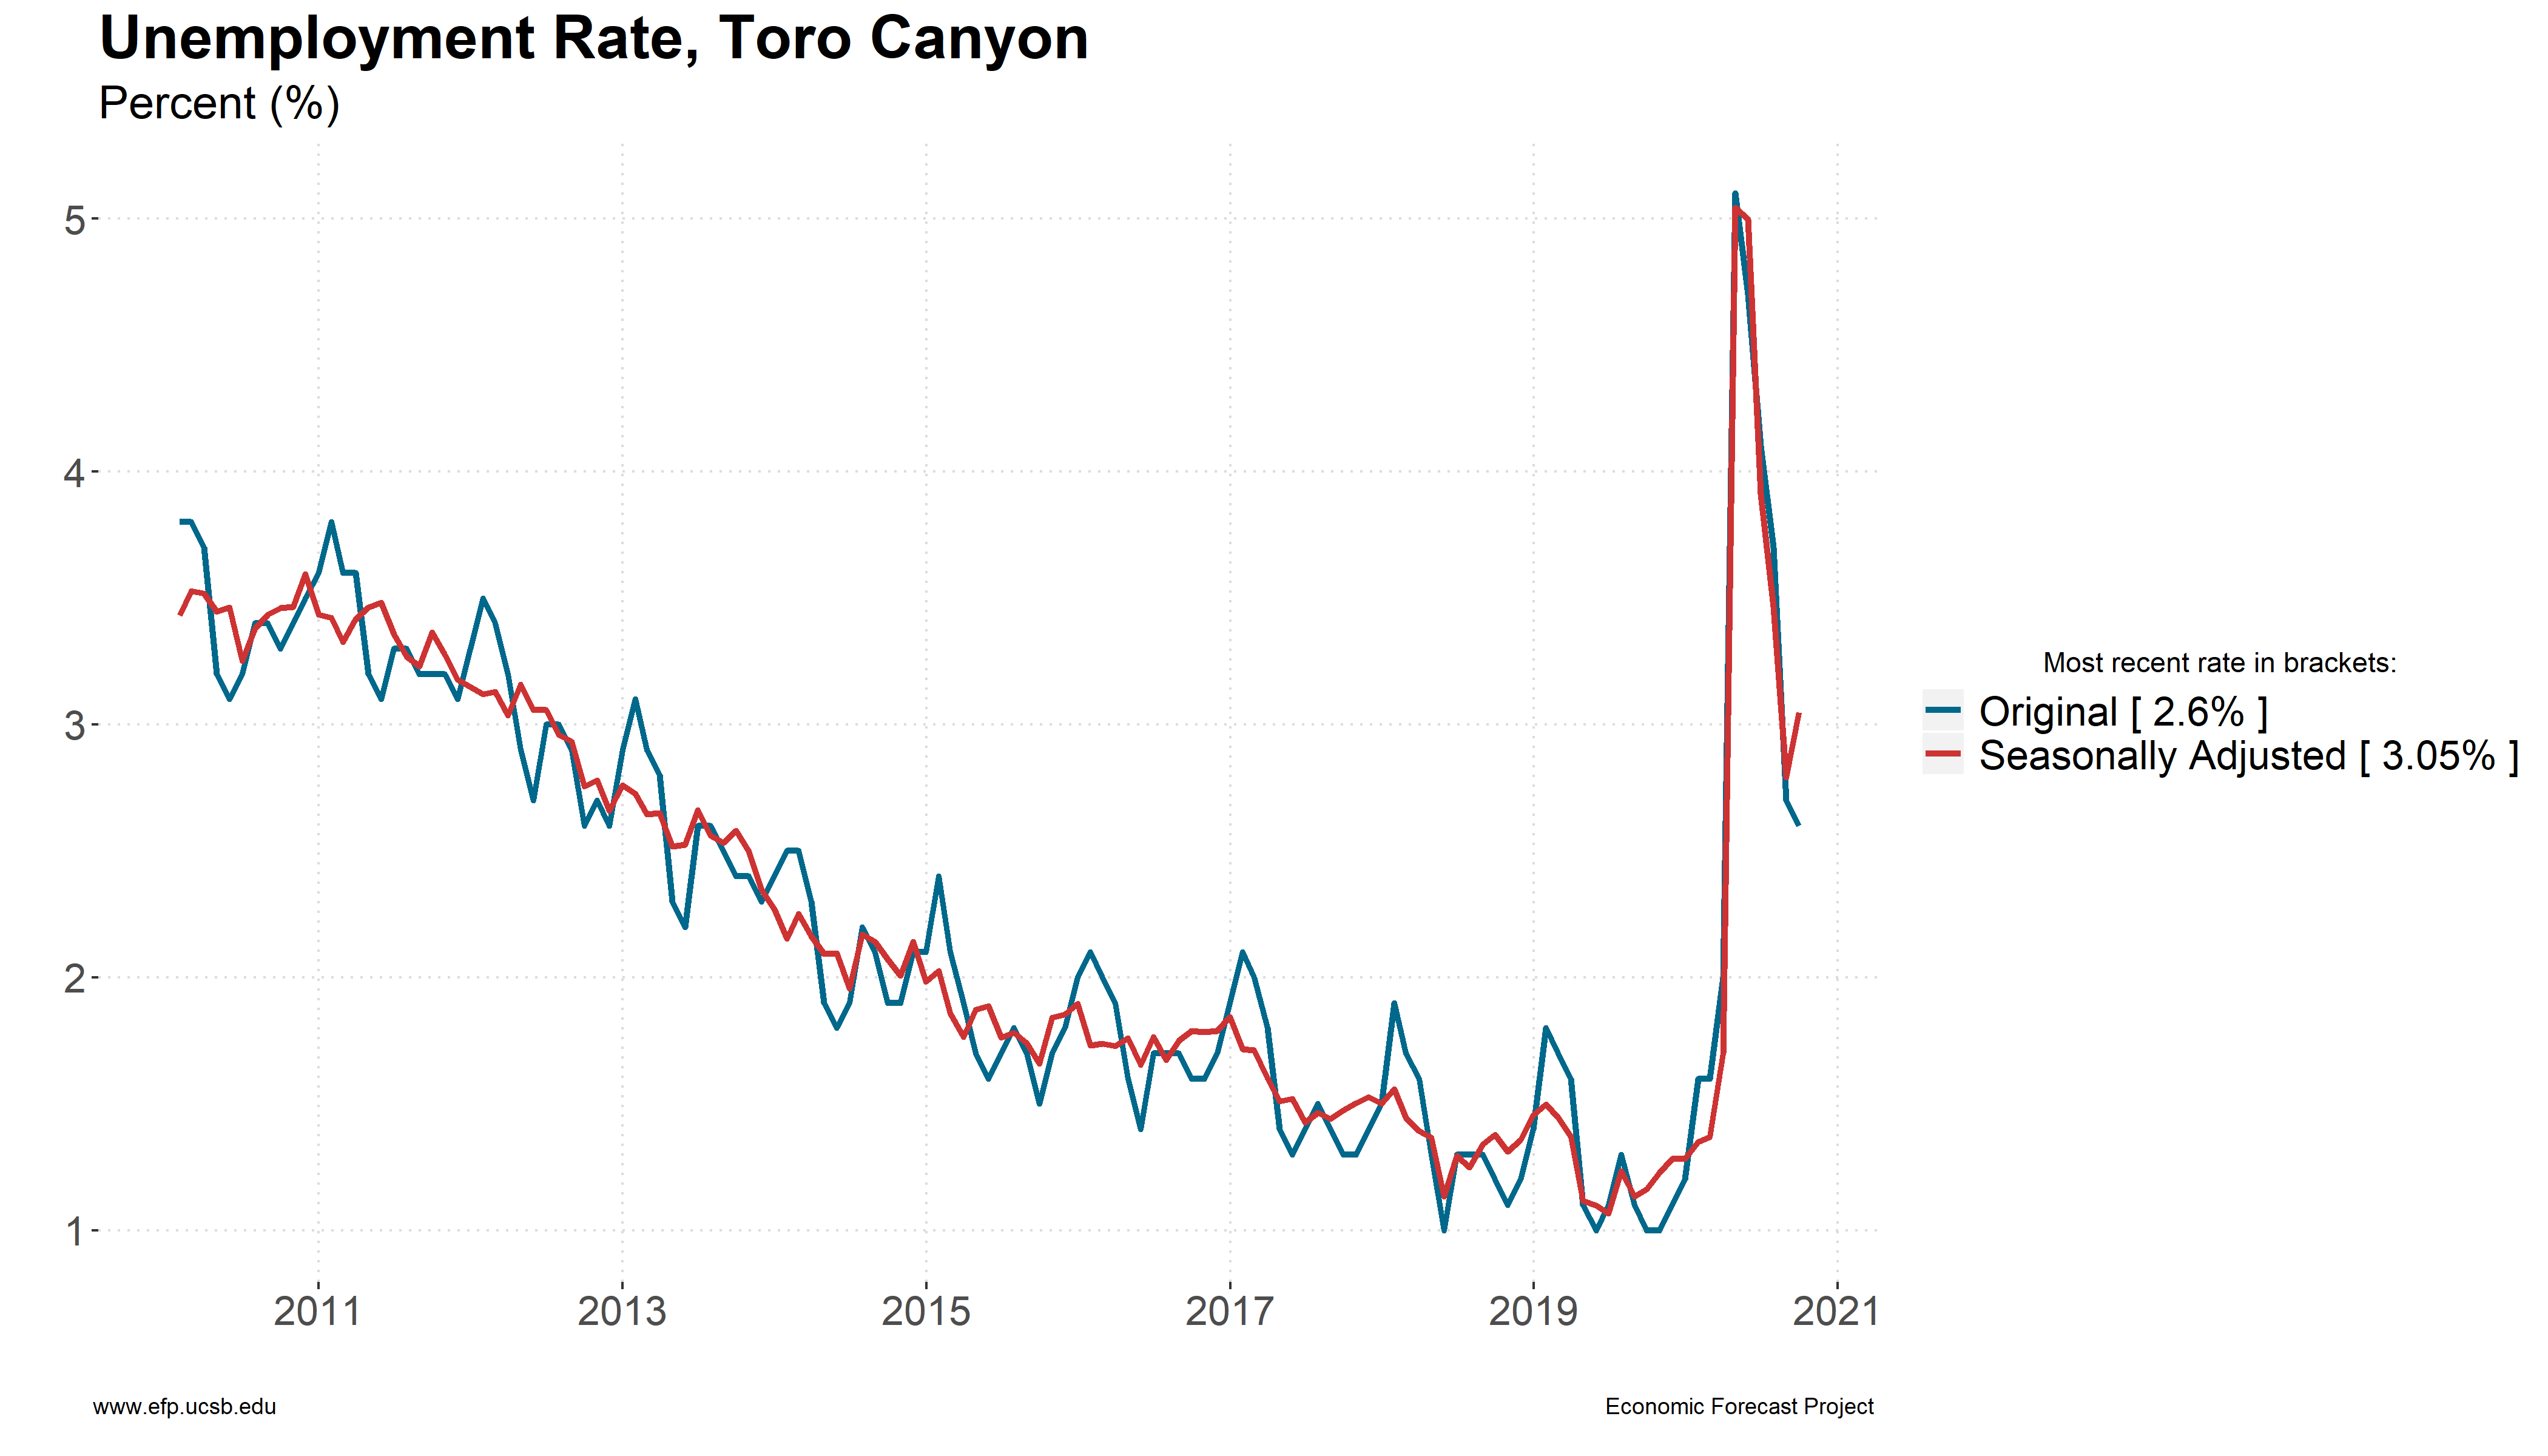 Unemployment Rate, Toro Canyon
Percent (%)
5
4
3
2
1
2011 2013 2015 2017 2019 2021
Most recent rate in brackets:
Original [ 2.6% ]
Seasonally Adjusted [ 3.05% ]
www.efp.ucsb.edu Economic Forecast Project